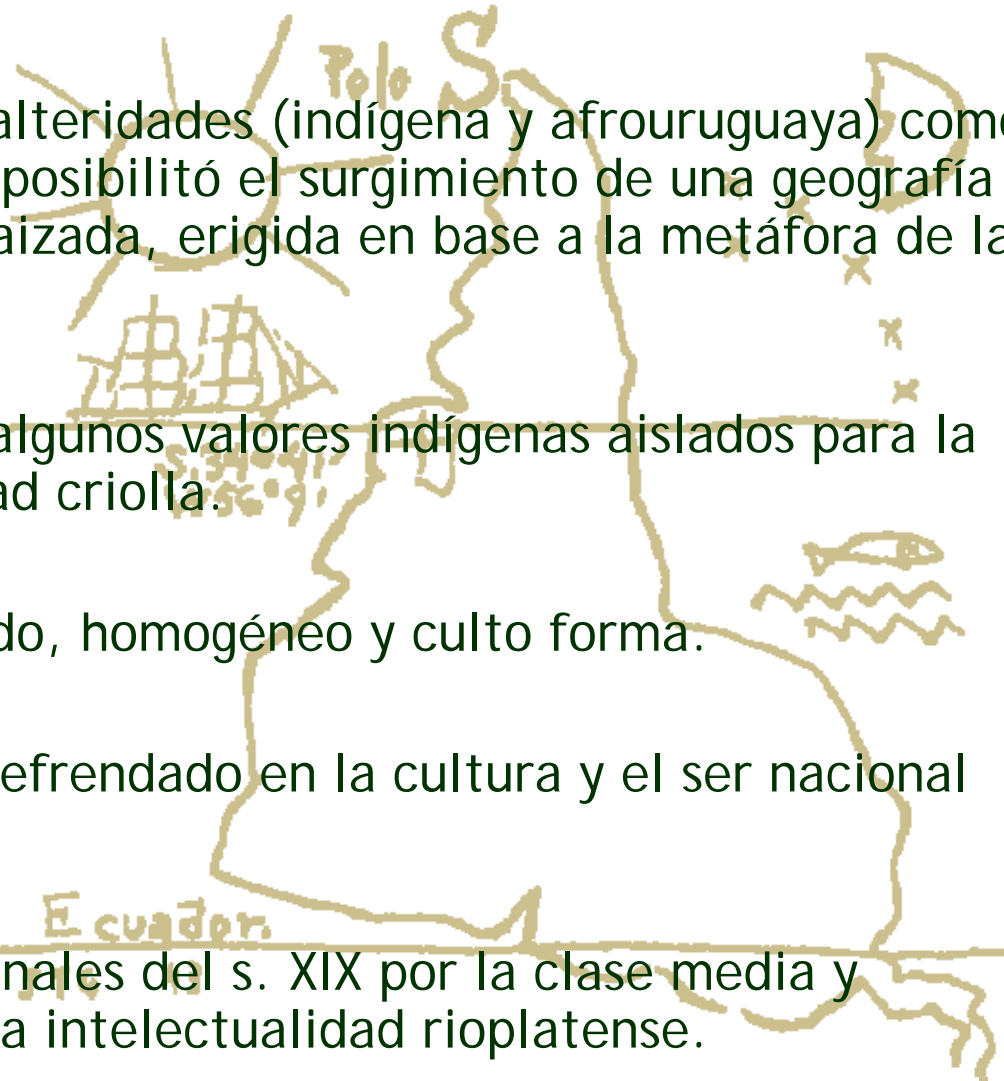 Polo S.
alteridades (indígena y afrouruguaya) como
posibilitó el surgimiento de una geografía
aizada, erigida en base a la metáfora de la
algunos valores indígenas aislados para la
ad criolla.
do, homogéneo y culto forma.
efrendado en la cultura y el ser nacional
Ecuador.
nales del s. XIX por la clase media y
a intelectualidad rioplatense.